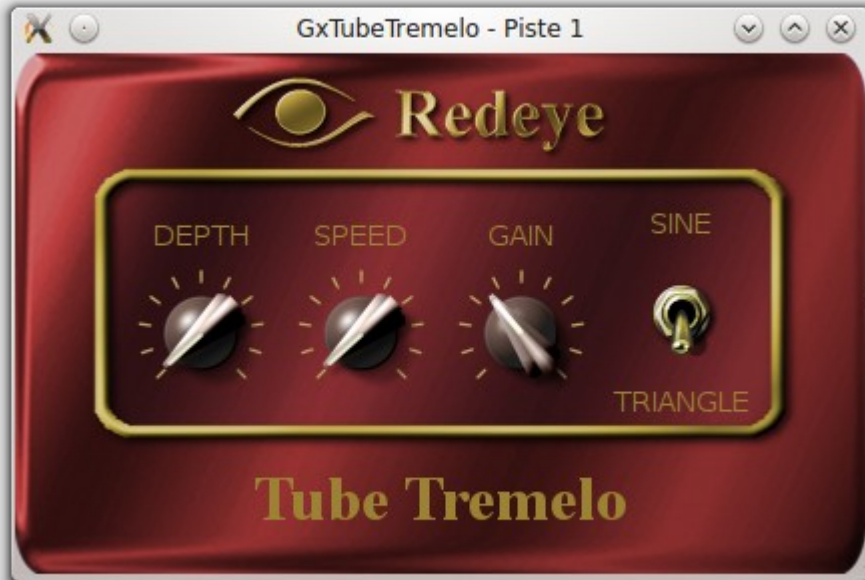 GxTubeTremelo - Piste 1
Redeye
DEPTH SPEED GAIN SINE
TRIANGLE
Tube Tremelo